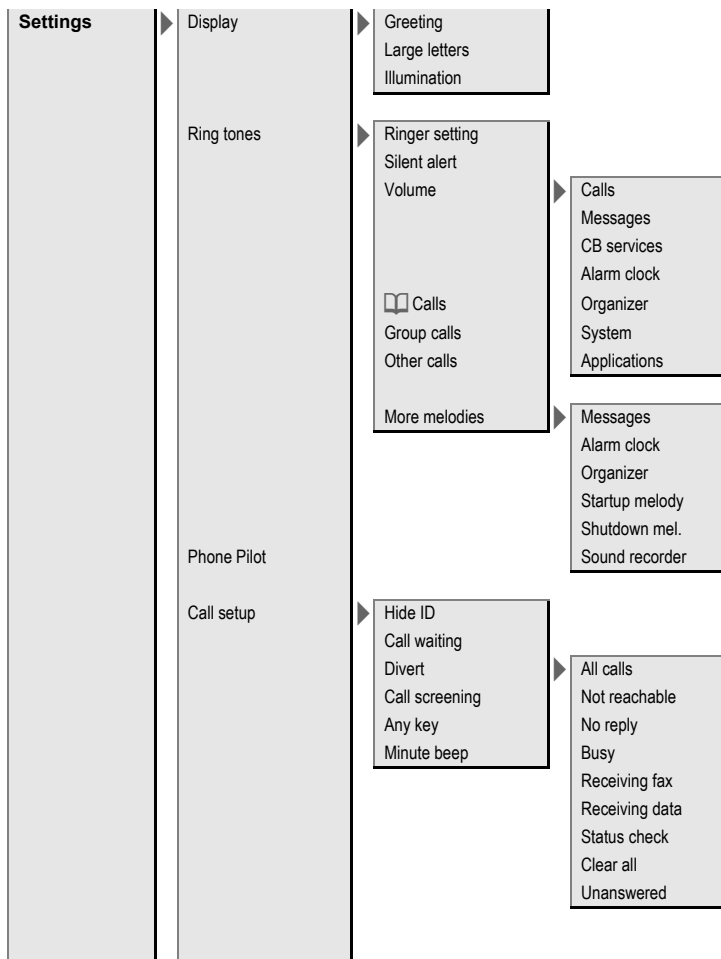 Settings
Display
Greeting
Large letters
Illumination
Ring tones
Ringer setting
Silent alert
Volume
Calls
Messages
CB services
Alarm clock
Organizer
System
Applications
Calls
Group calls
Other calls
More melodies
Messages
Alarm clock
Organizer
Startup melody
Shutdown mel.
Sound recorder
Phone Pilot
Call setup
Hide ID
Call waiting
Divert
All calls
Not reachable
No reply
Busy
Receiving fax
Receiving data
Status check
Clear all
Unanswered
Call screening
Any key
Minute beep